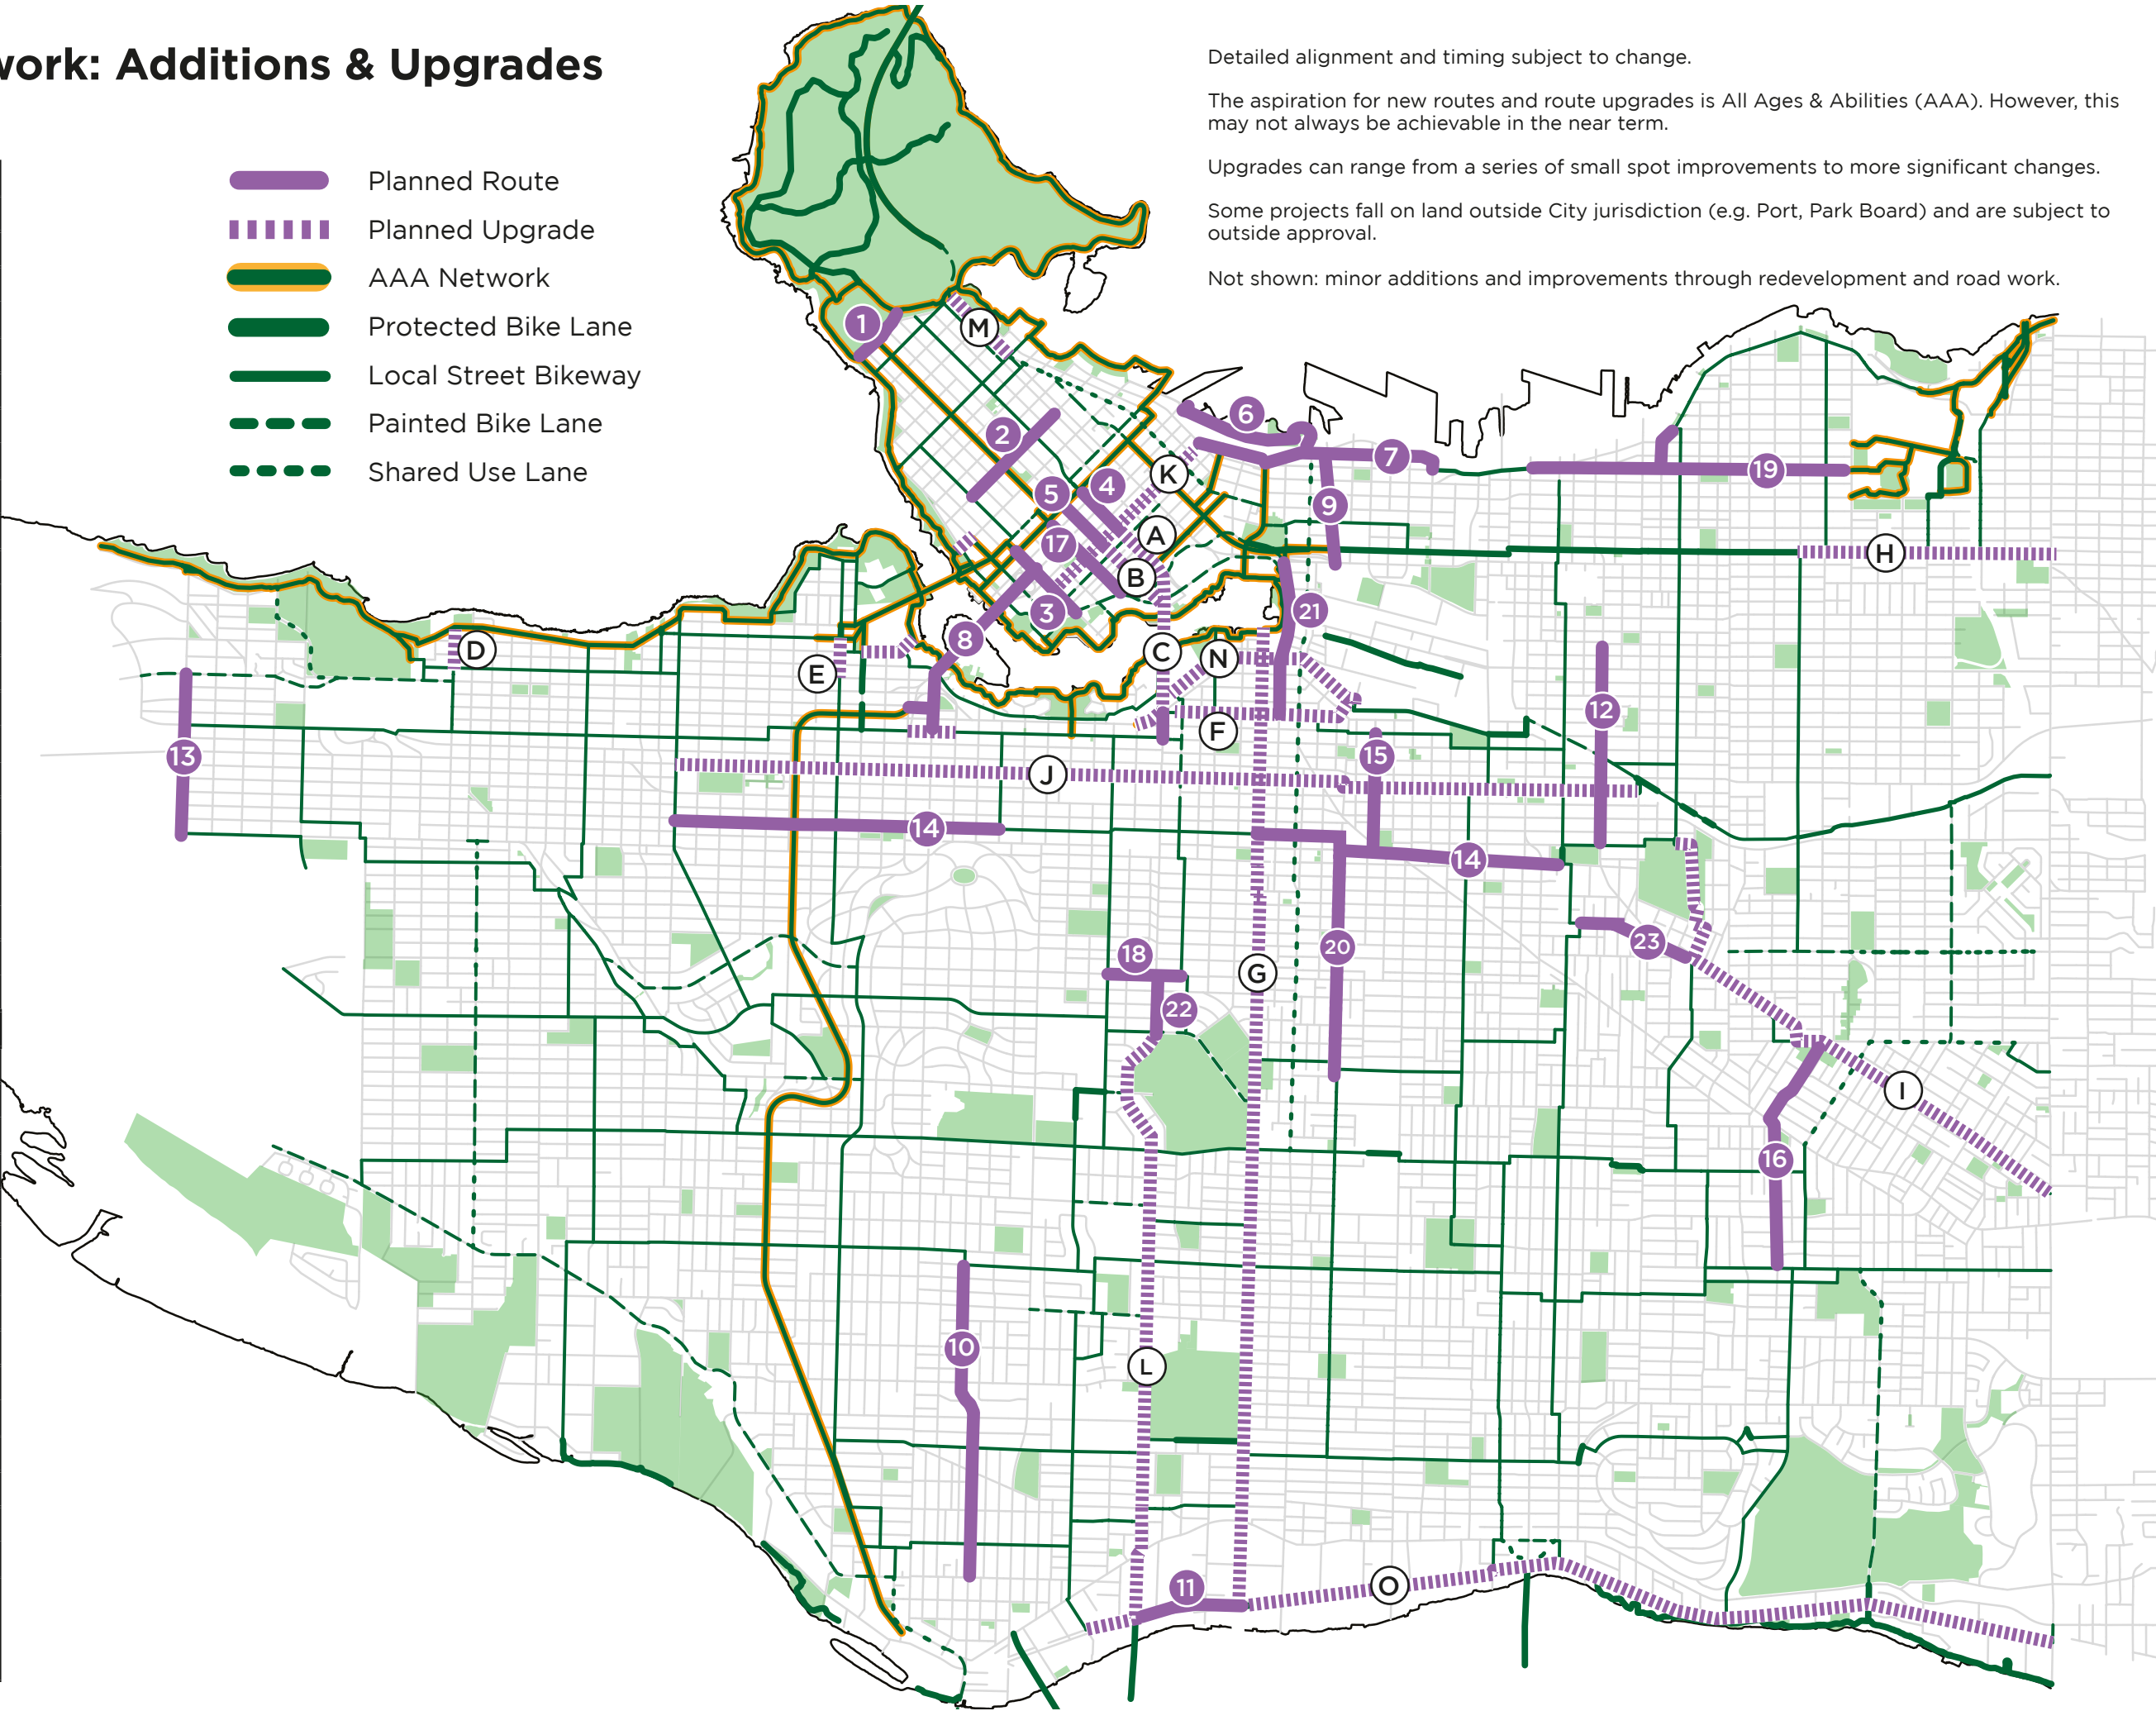 work: Additions & Upgrades
Planned Route
Planned Upgrade
AAA Network
Protected Bike Lane
Local Street Bikeway
Painted Bike Lane
Shared Use Lane
Detailed alignment and timing subject to change.
The aspiration for new routes and route upgrades is All Ages & Abilities (AAA). However, this
may not always be achievable in the near term.
Upgrades can range from a series of small spot improvements to more significant changes.
Some projects fall on land outside City jurisdiction (e.g. Port, Park Board) and are subject to
outside approval.
Not shown: minor additions and improvements through redevelopment and road work.
1
M
6
2
7
K
19
5
4
9
A
17
H
B
3
21
8
D
C
N
E
12
F
13
15
J
14
14
23
20
18
G
22
I
16
10
L
11
O